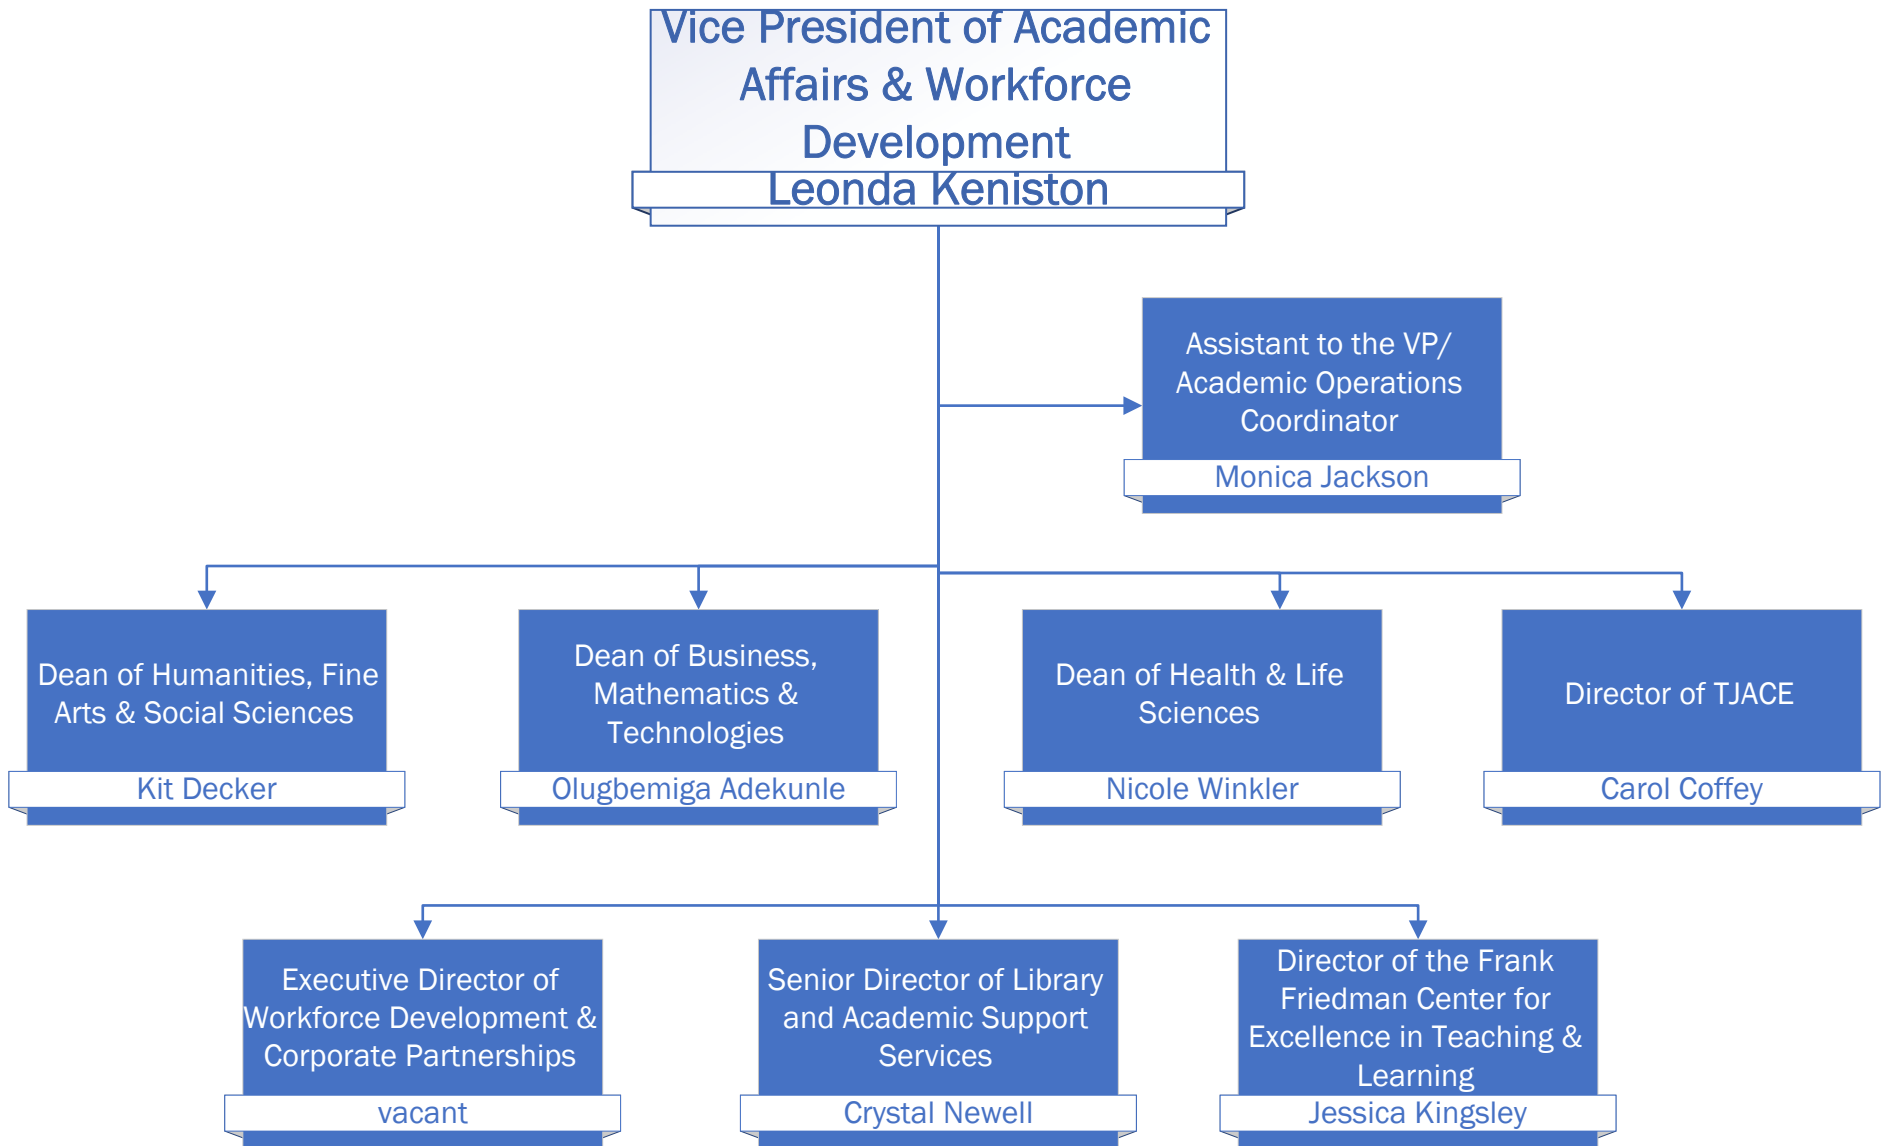 Vice President of Academic
Affairs & Workforce
Development
Leonda Keniston
Assistant to the VP/
Academic Operations
Coordinator
Monica Jackson
Dean of Humanities, Fine
Arts & Social Sciences
Kit Decker
Dean of Business,
Mathematics &
Technologies
Olugbemiga Adekunle
Dean of Health & Life
Sciences
Nicole Winkler
Director of TJACE
Carol Coffey
Executive Director of
Workforce Development &
Corporate Partnerships
vacant
Senior Director of Library
and Academic Support
Services
Crystal Newell
Director of the Frank
Friedman Center for
Excellence in Teaching &
Learning
Jessica Kingsley